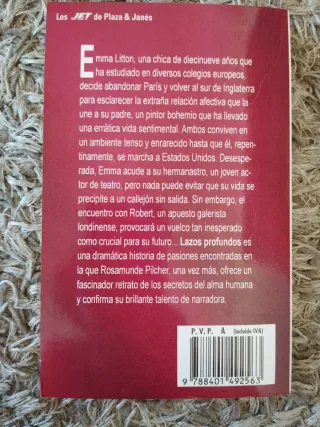 Los JET de Plaza & Janés
Emma Litton, una chica de diecinueve años que
ha estudiado en diversos colegios europeos,
decide abandonar París y volver al sur de Inglaterra
para esclarecer la extraña relación afectiva que la
une a su padre, un pintor bohemio que ha llevado
una errática vida sentimental. Ambos conviven en
un ambiente tenso y enrarecido hasta que él, repen-
tinamente, se marcha a Estados Unidos. Desespe-
rada, Emma acude a su hermanastro, un joven ac-
tor de teatro, pero nada puede evitar que su vida se
precipite a un callejón sin salida. Sin embargo, el
encuentro con Robert, un apuesto galerista
londinense, provocará un vuelco tan inesperado
como crucial para su futuro... Lazos profundos es
una dramática historia de pasiones encontradas en
la que Rosamunde Pilcher, una vez más, ofrece un
fascinador retrato de los secretos del alma humana
y confirma su brillante talento de narradora.
P. V. P. A (incluido IVA)
9 788401 492563